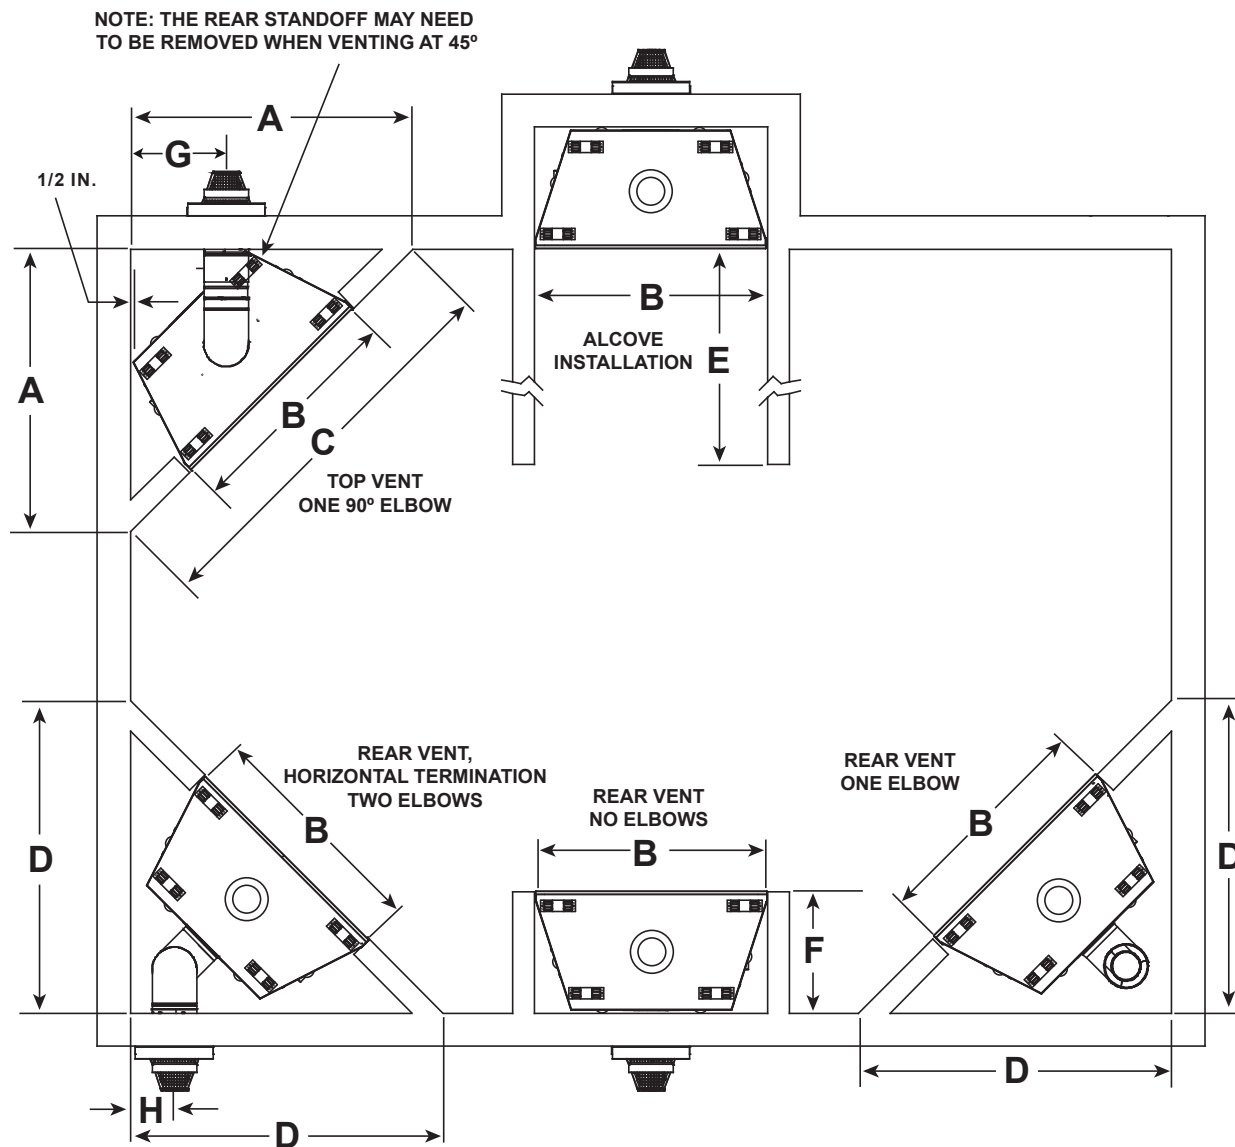 NOTE: THE REAR STANDOFF MAY NEED
TO BE REMOVED WHEN VENTING AT 45º
A
G
1/2 IN.
A
B
C
TOP VENT
ONE 90º ELBOW
B
ALCOVE
INSTALLATION
E
REAR VENT,
HORIZONTAL TERMINATION
TWO ELBOWS
B
D
H
D
REAR VENT
NO ELBOWS
B
F
REAR VENT
ONE ELBOW
B
D
D